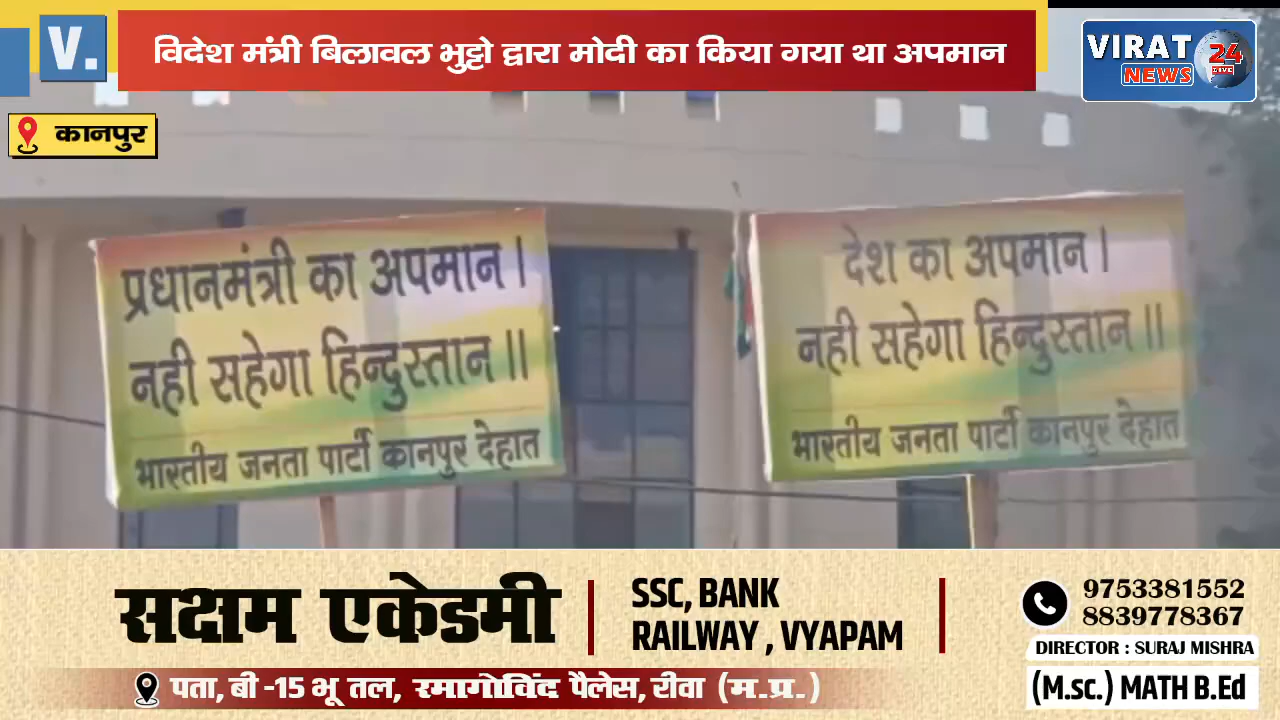 V.
विदेश मंत्री बिलावल भुट्टो द्वारा मोदी का किया गया था अपमान
VIRAT 24
NEWS LIVE
कानपुर
प्रधानमंत्री का अपमान ।
नही सहेगा हिन्दुस्तान ॥
भारतीय जनता पार्टी कानपुर देहात
देश का अपमान ।
नही सहेगा हिन्दुस्तान ॥
भारतीय जनता पार्टी कानपुर देहात
सक्षम एकेडमी
SSC, BANK
RAILWAY , VYAPAM
9753381552
8839778367
DIRECTOR : SURAJ MISHRA
(M.sc.) MATH B.Ed
पता, बी -15 भू तल, रमागोविंद पैलेस, रीवा (म.प्र.)